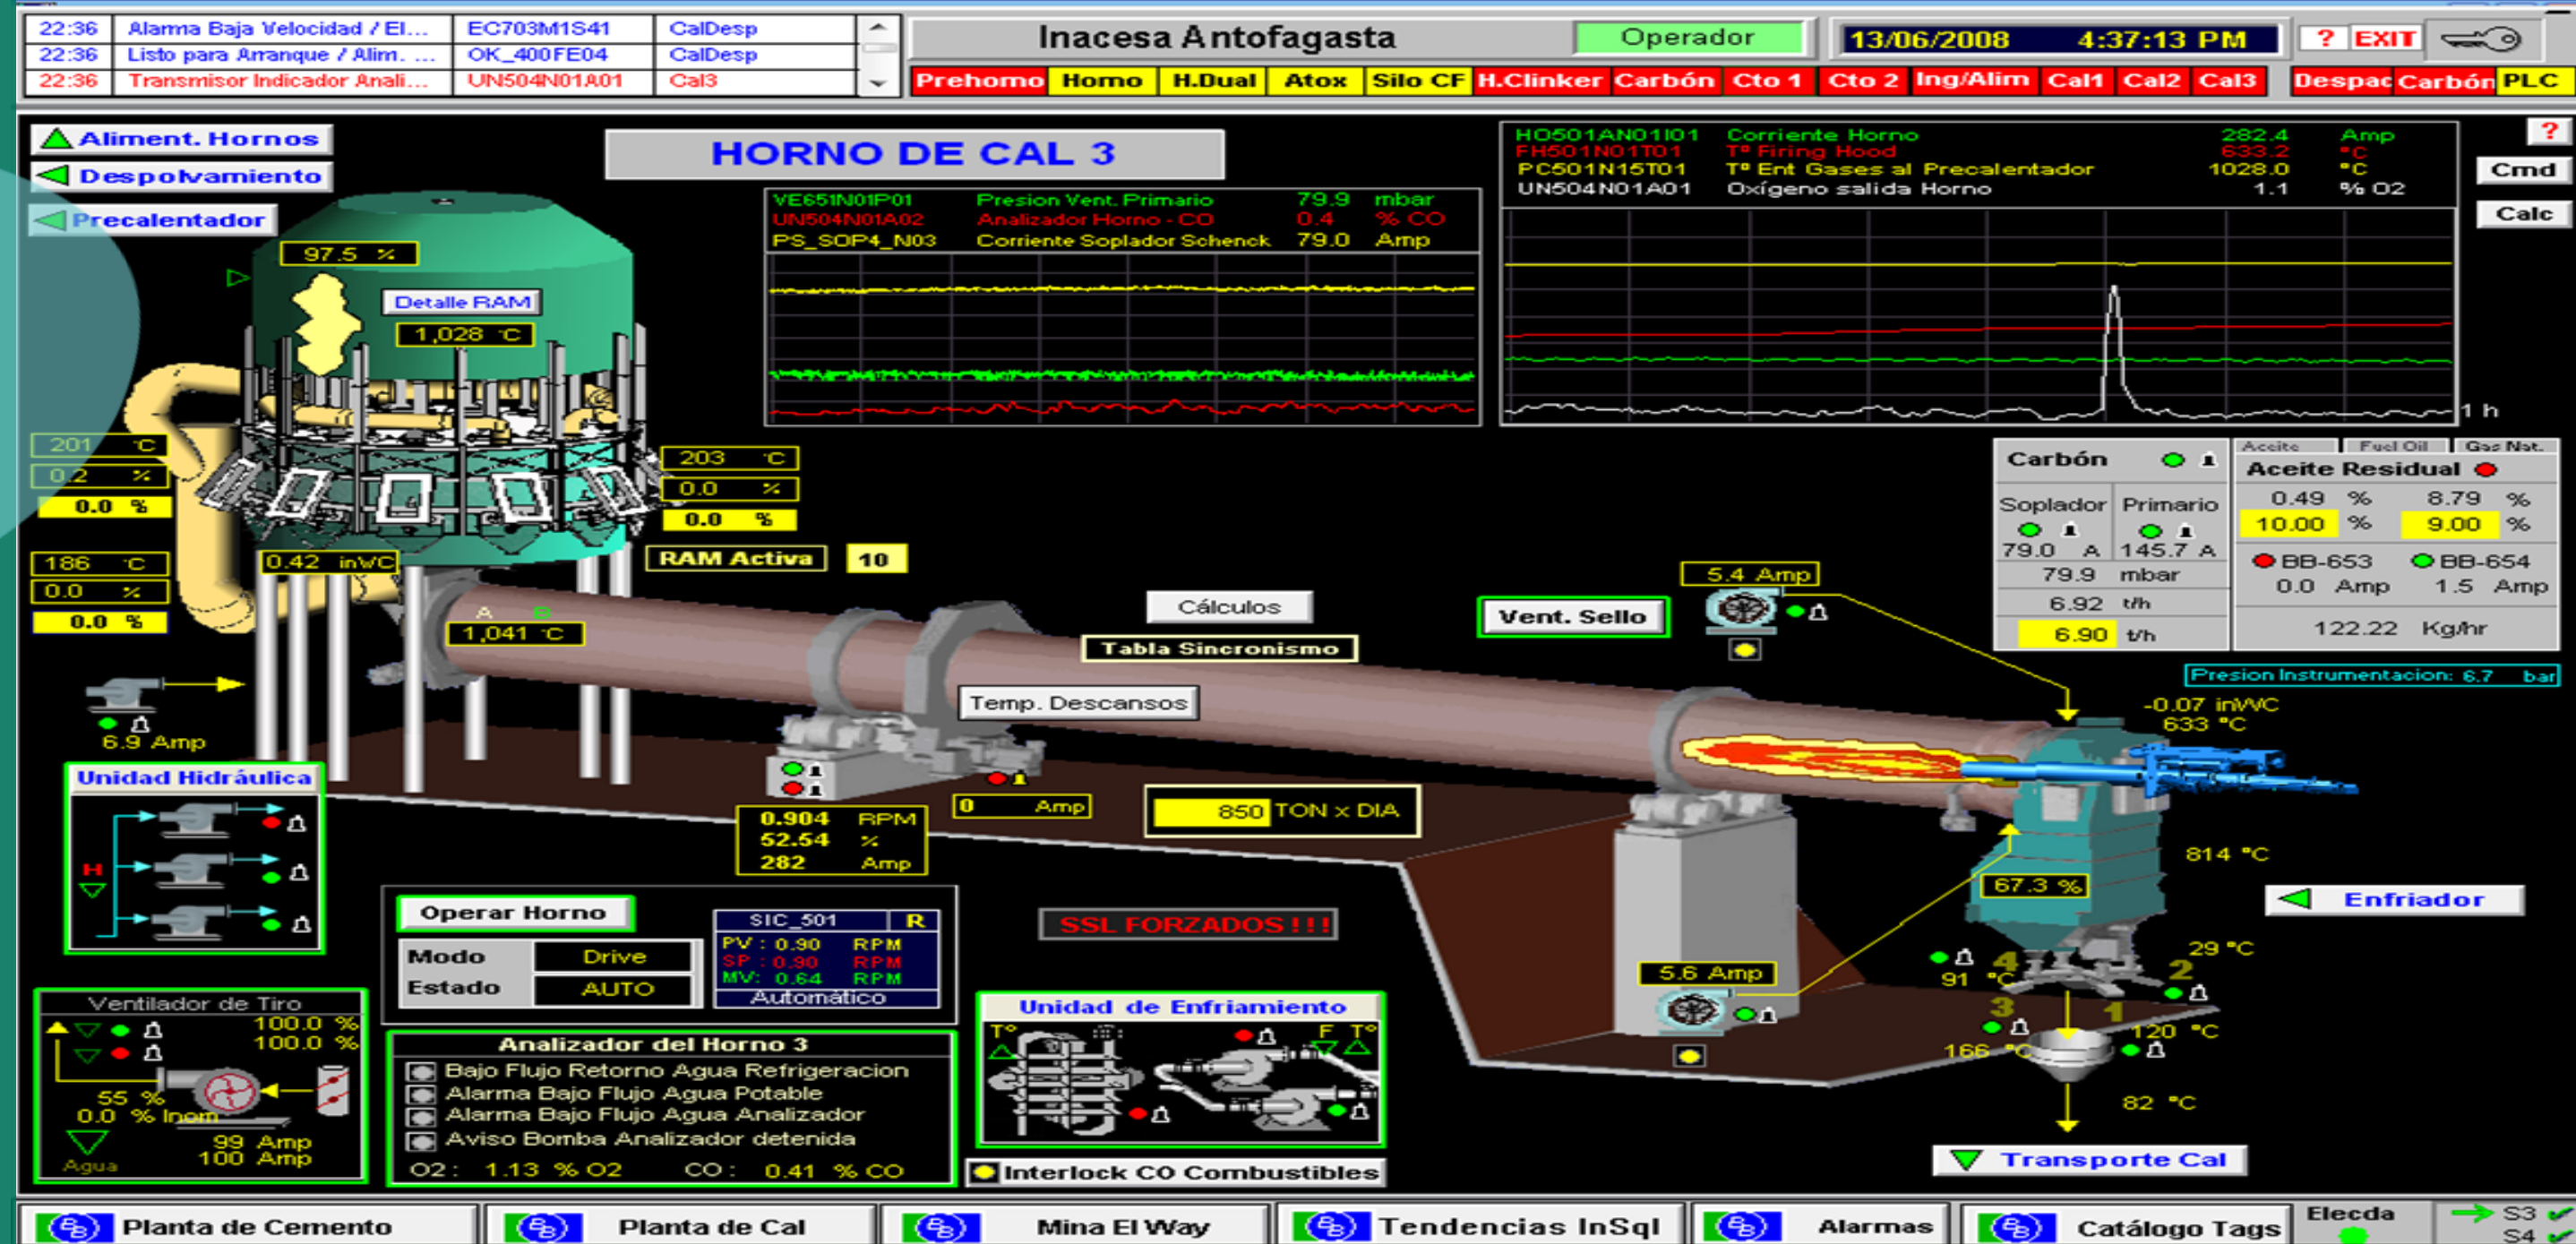 22:36 Alarma Baja Velocidad / El... EC703M1S41 CalDesp
22:36 Listo para Arranque / Alim. ... OK_400FE04 CalDesp
22:36 Transmisor Indicador Anali... UN504N01A01 Cal3
Inacesa Antofagasta
Operador
13/06/2008 4:37:13 PM
? EXIT
Prehorno Horno H.Dual Atox Silo CF H.Clinker Carbón Cto 1 Cto 2 Ing/Alim Cal1 Cal2 Cal3 Despac Carbón PLC
Aliment. Hornos
Despolvamiento
Precalentador
HORNO DE CAL 3
VE651N01P01 Presion Vent. Primario 79.9 mbar
UN504N01A02 Analizador Horno - CO 0.4 % CO
PS_SOP4_N03 Corriente Soplador Schenck 79.0 Amp
HO501AN01I01 Corriente Horno 282.4 Amp
FH501N01T01 Tª Firing Hood 633.2 °C
PC501N15T01 Tª Ent Gases al Precalentador 1028.0 °C
UN504N01A01 Oxígeno salida Horno 1.1 % O2
1 h
?
Cmd
Calc
97.5 %
Detalle RAM
1,028 °C
201 °C
0.2 %
0.0 %
203 °C
0.0 %
0.0 %
186 °C
0.0 %
0.0 %
0.42 inWC
RAM Activa 10
A B
1,041 °C
6.9 Amp
Cálculos
Tabla Sincronismo
Temp. Descansos
Vent. Sello
5.4 Amp
Carbón
Soplador Primario
79.0 A 145.7 A
79.9 mbar
6.92 t/h
6.90 t/h
Aceite Fuel Oil Gas Nat.
Aceite Residual
0.49 % 8.79 %
10.00 % 9.00 %
BB-653 BB-654
0.0 Amp 1.5 Amp
122.22 Kg/hr
Presion Instrumentacion: 6.7 bar
-0.07 inWC
633 °C
0 Amp
850 TON x DIA
0.904 RPM
52.54 %
282 Amp
814 °C
67.3 %
Enfriador
Unidad Hidráulica
H
Operar Horno
Modo Drive
Estado AUTO
SIC_501 R
PV : 0.90 RPM
SP : 0.90 RPM
MV: 0.64 RPM
Automático
SSL FORZADOS !!!
5.6 Amp
29 °C
4 2
91 °C
3 1
120 °C
166 °C
82 °C
Transporte Cal
Ventilador de Tiro
100.0 %
100.0 %
55 %
0.0 % Inom
99 Amp
100 Amp
Agua
Analizador del Horno 3
Bajo Flujo Retorno Agua Refrigeracion
Alarma Bajo Flujo Agua Potable
Alarma Bajo Flujo Agua Analizador
Aviso Bomba Analizador detenida
O2 : 1.13 % O2 CO : 0.41 % CO
Unidad de Enfriamiento
Tº F Tº
Interlock CO Combustibles
Planta de Cemento
Planta de Cal
Mina El Way
Tendencias InSql
Alarmas
Catálogo Tags
Elecda
S3
S4